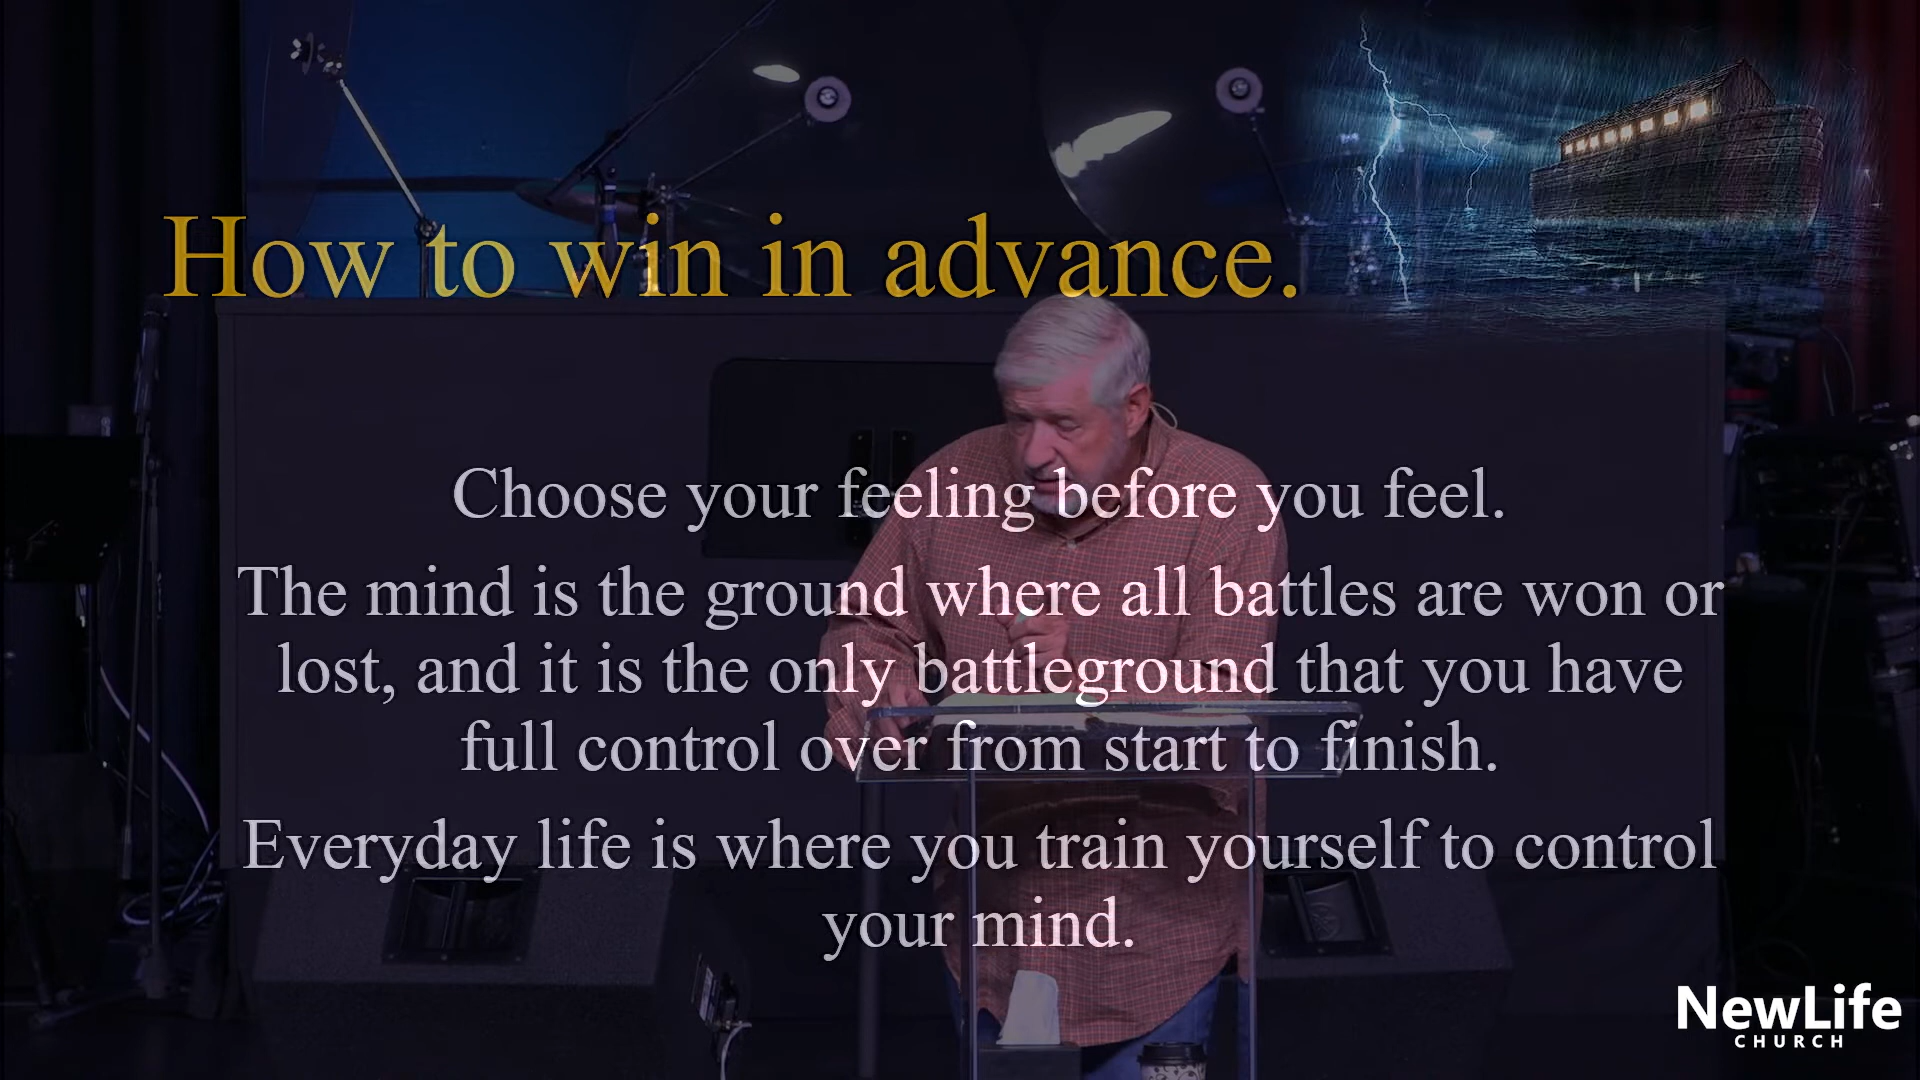 How to win in advance.
Choose your feeling before you feel.
The mind is the ground where all battles are won or
lost, and it is the only battleground that you have
full control over from start to finish.
Everyday life is where you train yourself to control
your mind.
NewLife
CHURCH